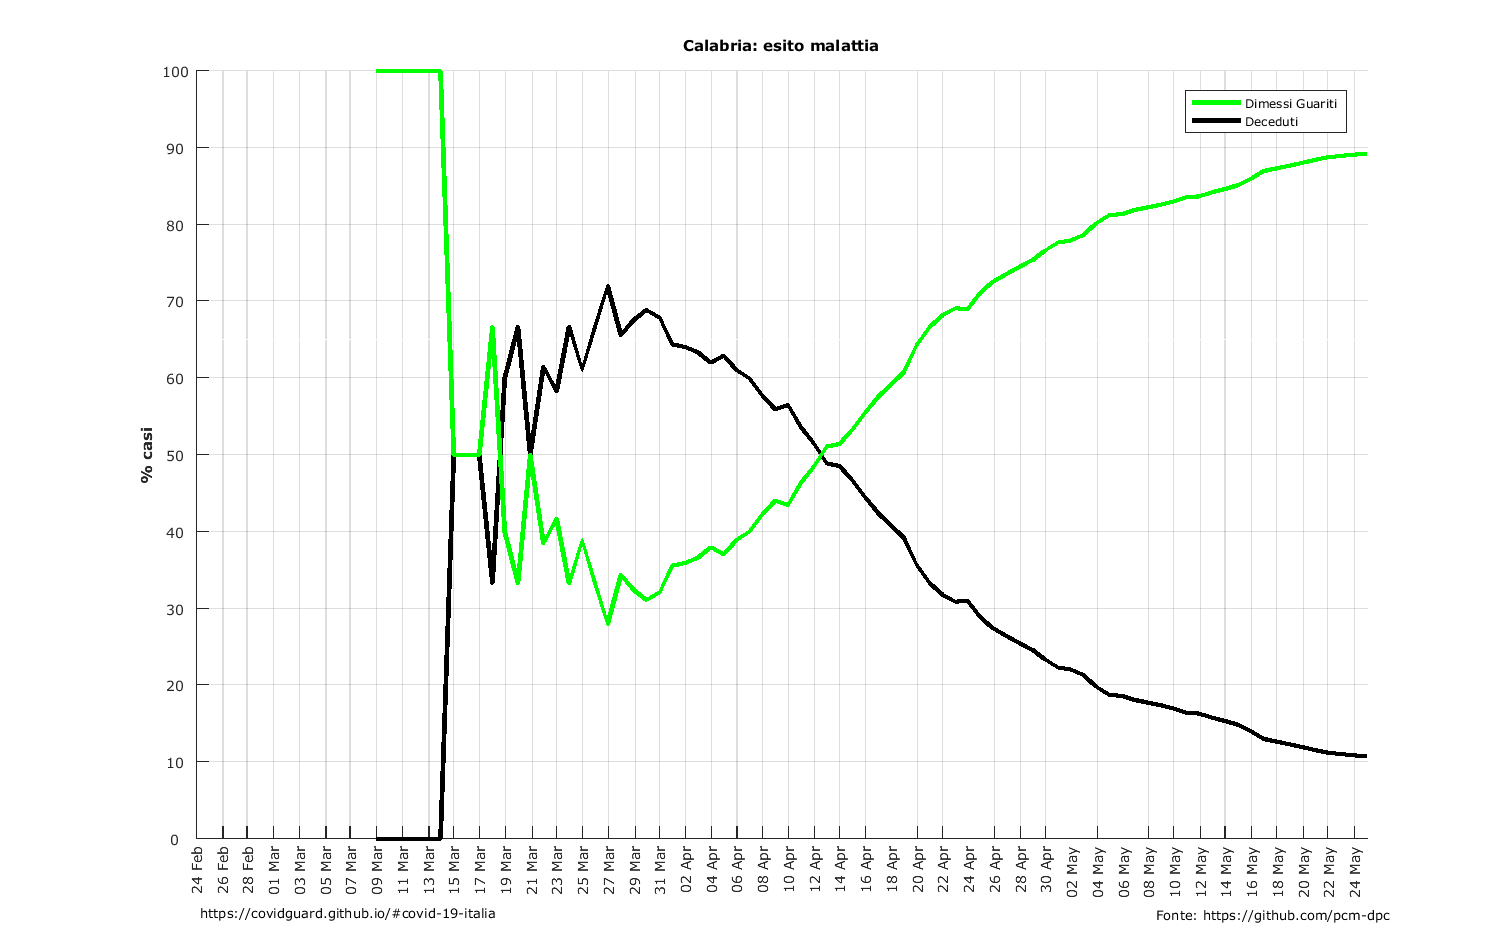 Calabria: esito malattia
100
90
80
70
60
50
40
30
20
10
0
% casi
Dimessi Guariti
Deceduti
24 Feb
26 Feb
28 Feb
01 Mar
03 Mar
05 Mar
07 Mar
09 Mar
11 Mar
13 Mar
15 Mar
17 Mar
19 Mar
21 Mar
23 Mar
25 Mar
27 Mar
29 Mar
31 Mar
02 Apr
04 Apr
06 Apr
08 Apr
10 Apr
12 Apr
14 Apr
16 Apr
18 Apr
20 Apr
22 Apr
24 Apr
26 Apr
28 Apr
30 Apr
02 May
04 May
06 May
08 May
10 May
12 May
14 May
16 May
18 May
20 May
22 May
24 May
https://covidguard.github.io/#covid-19-italia
Fonte: https://github.com/pcm-dpc